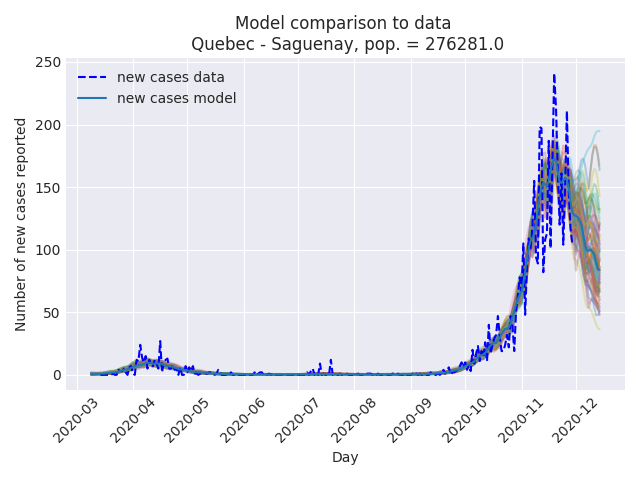 Model comparison to data
Quebec - Saguenay, pop. = 276281.0
new cases data
new cases model
Number of new cases reported
250
200
150
100
50
0
2020-03
2020-04
2020-05
2020-06
2020-07
2020-08
2020-09
2020-10
2020-11
2020-12
Day